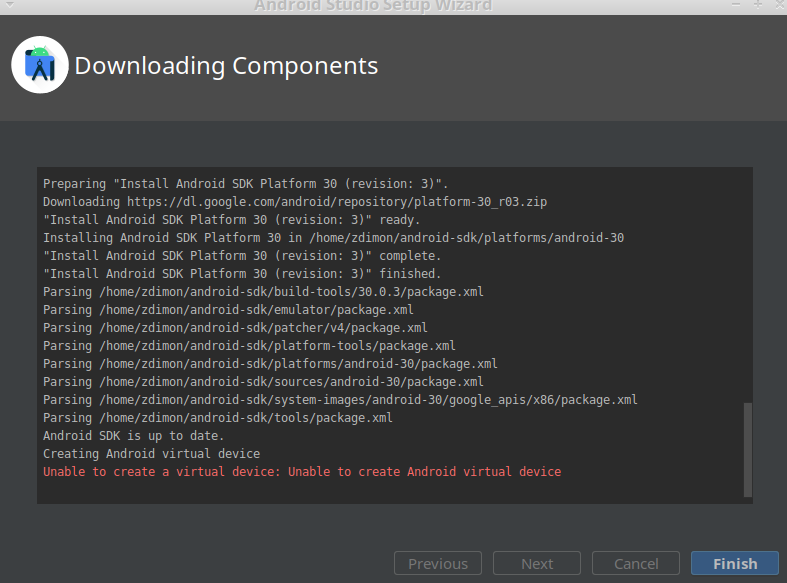 Android Studio Setup Wizard
Downloading Components
Preparing "Install Android SDK Platform 30 (revision: 3)".
Downloading https://dl.google.com/android/repository/platform-30_r03.zip
"Install Android SDK Platform 30 (revision: 3)" ready.
Installing Android SDK Platform 30 in /home/zdimon/android-sdk/platforms/android-30
"Install Android SDK Platform 30 (revision: 3)" complete.
"Install Android SDK Platform 30 (revision: 3)" finished.
Parsing /home/zdimon/android-sdk/build-tools/30.0.3/package.xml
Parsing /home/zdimon/android-sdk/emulator/package.xml
Parsing /home/zdimon/android-sdk/patcher/v4/package.xml
Parsing /home/zdimon/android-sdk/platform-tools/package.xml
Parsing /home/zdimon/android-sdk/platforms/android-30/package.xml
Parsing /home/zdimon/android-sdk/sources/android-30/package.xml
Parsing /home/zdimon/android-sdk/system-images/android-30/google_apis/x86/package.xml
Parsing /home/zdimon/android-sdk/tools/package.xml
Android SDK is up to date.
Creating Android virtual device
Unable to create a virtual device: Unable to create Android virtual device
Previous Next Cancel Finish